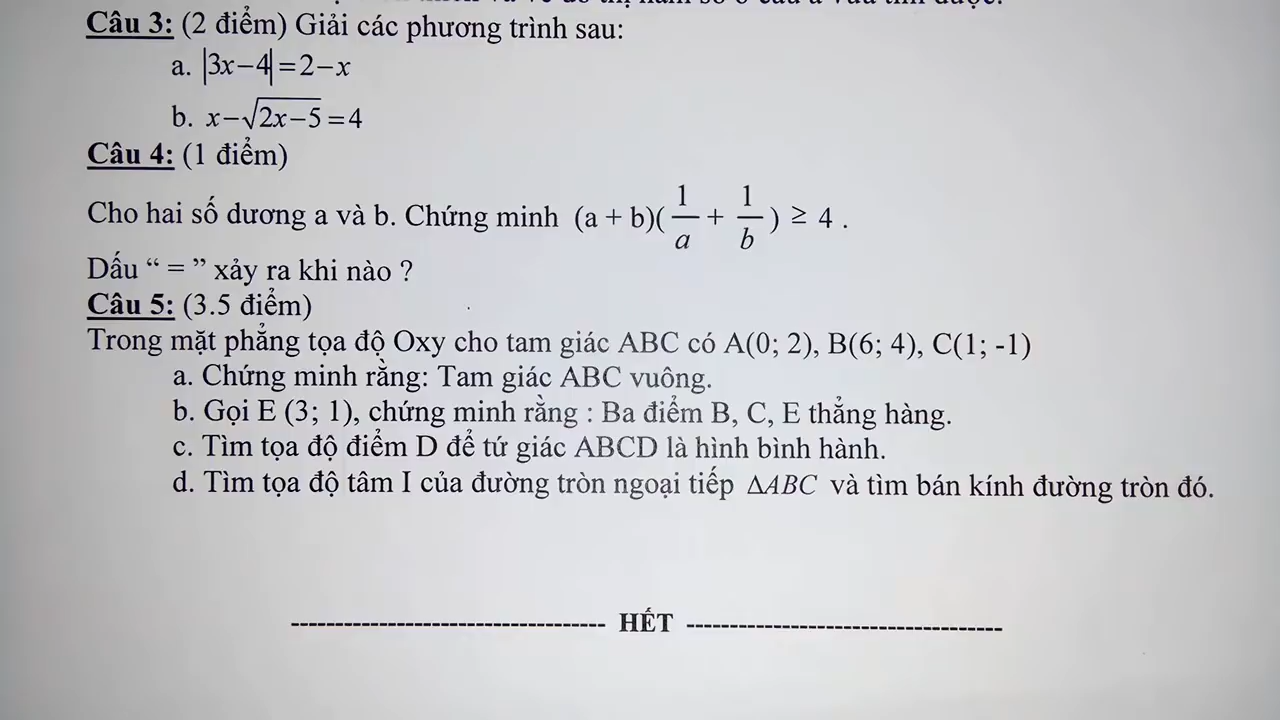 Câu 3: (2 điểm) Giải các phương trình sau:
a. |3x−4|=2−x
b. x−√(2x−5)=4
Câu 4: (1 điểm)
Cho hai số dương a và b. Chứng minh (a + b)(1/a + 1/b) ≥ 4 .
Dấu “ = ” xảy ra khi nào ?
Câu 5: (3.5 điểm)
Trong mặt phẳng tọa độ Oxy cho tam giác ABC có A(0; 2), B(6; 4), C(1; -1)
a. Chứng minh rằng: Tam giác ABC vuông.
b. Gọi E (3; 1), chứng minh rằng : Ba điểm B, C, E thẳng hàng.
c. Tìm tọa độ điểm D để tứ giác ABCD là hình bình hành.
d. Tìm tọa độ tâm I của đường tròn ngoại tiếp ΔABC và tìm bán kính đường tròn đó.
----------------------------------- HẾT -----------------------------------